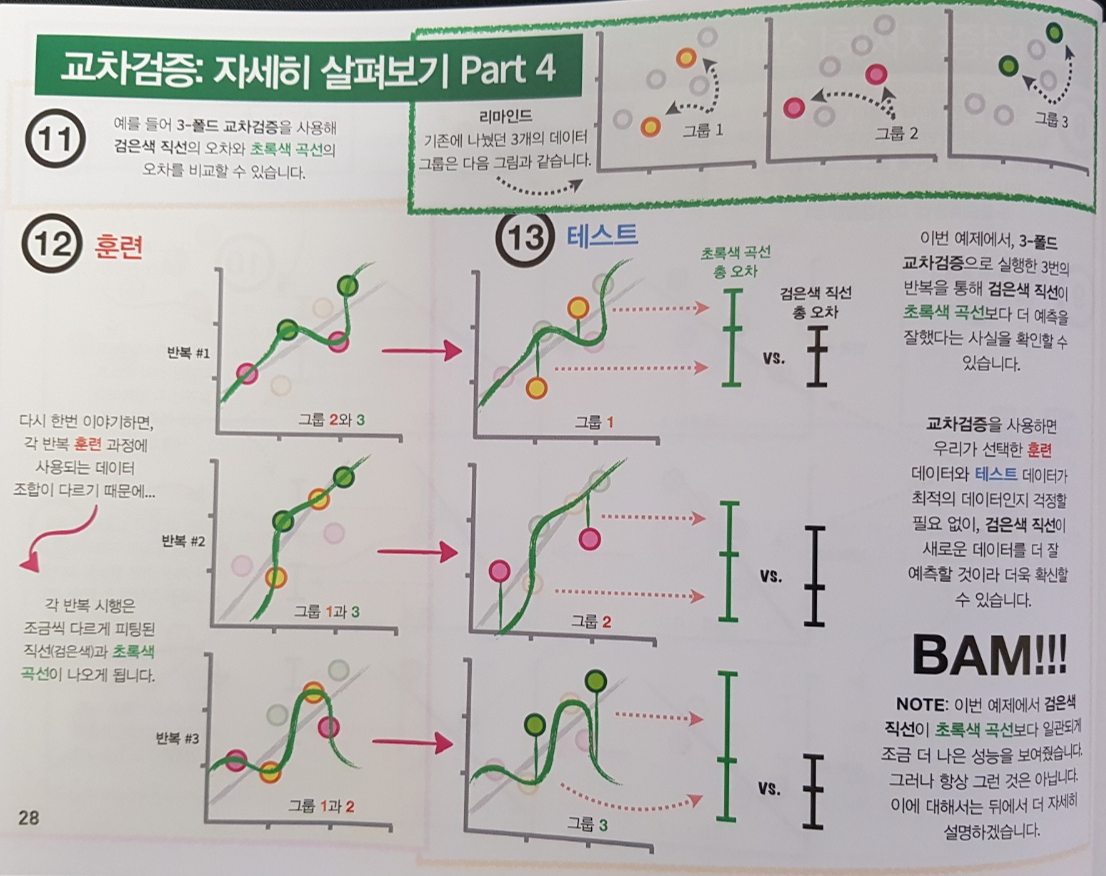 교차검증: 자세히 살펴보기 Part 4
리마인드
기존에 나눴던 3개의 데이터
그룹은 다음 그림과 같습니다.
그룹 1
그룹 2
그룹 3
11
예를 들어 3-폴드 교차검증을 사용해
검은색 직선의 오차와 초록색 곡선의
오차를 비교할 수 있습니다.
12 훈련
반복 #1
그룹 2와 3
다시 한번 이야기하면,
각 반복 훈련 과정에
사용되는 데이터
조합이 다르기 때문에...
반복 #2
그룹 1과 3
각 반복 시행은
조금씩 다르게 피팅된
직선(검은색)과 초록색
곡선이 나오게 됩니다.
반복 #3
그룹 1과 2
13 테스트
초록색 곡선
총 오차
검은색 직선
총 오차
그룹 1
vs.
그룹 2
vs.
그룹 3
vs.
이번 예제에서, 3-폴드
교차검증으로 실행한 3번의
반복을 통해 검은색 직선이
초록색 곡선보다 더 예측을
잘했다는 사실을 확인할 수
있습니다.
교차검증을 사용하면
우리가 선택한 훈련
데이터와 테스트 데이터가
최적의 데이터인지 걱정할
필요 없이, 검은색 직선이
새로운 데이터를 더 잘
예측할 것이라 더욱 확신할
수 있습니다.
BAM!!!
NOTE: 이번 예제에서 검은색
직선이 초록색 곡선보다 일관되게
조금 더 나은 성능을 보여줬습니다.
그러나 항상 그런 것은 아닙니다.
이에 대해서는 뒤에서 더 자세히
설명하겠습니다.
28